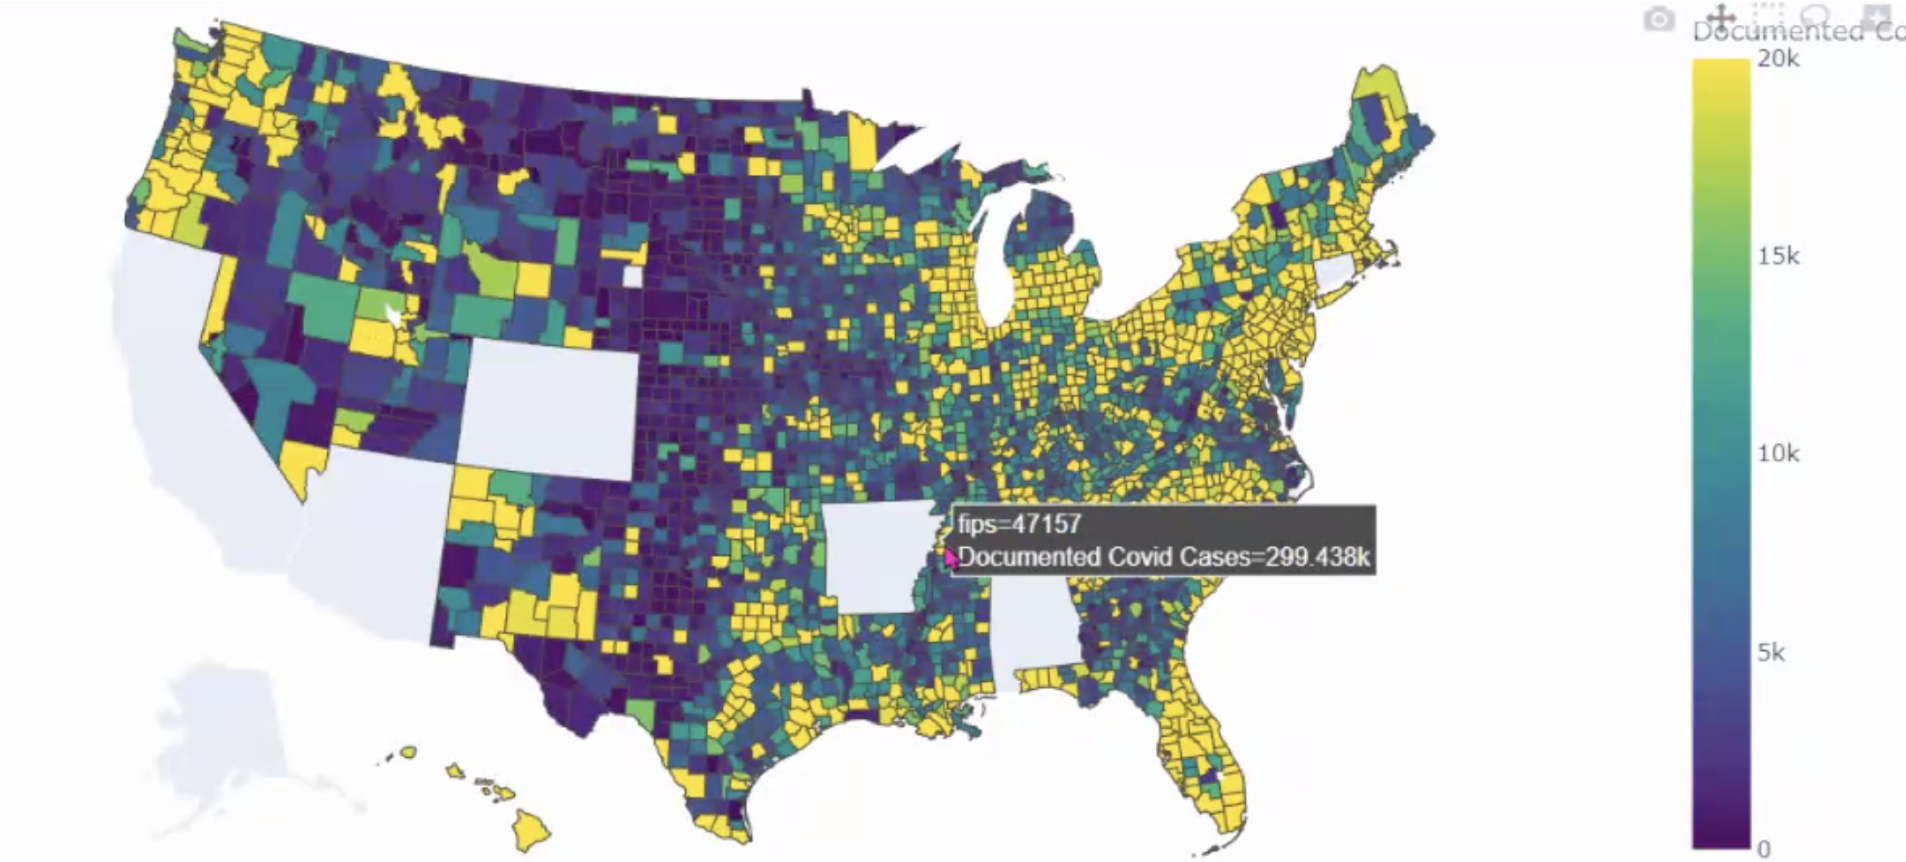 Documented Co
20k
15k
fips=47157
Documented Covid Cases=299.438k
10k
5k
0